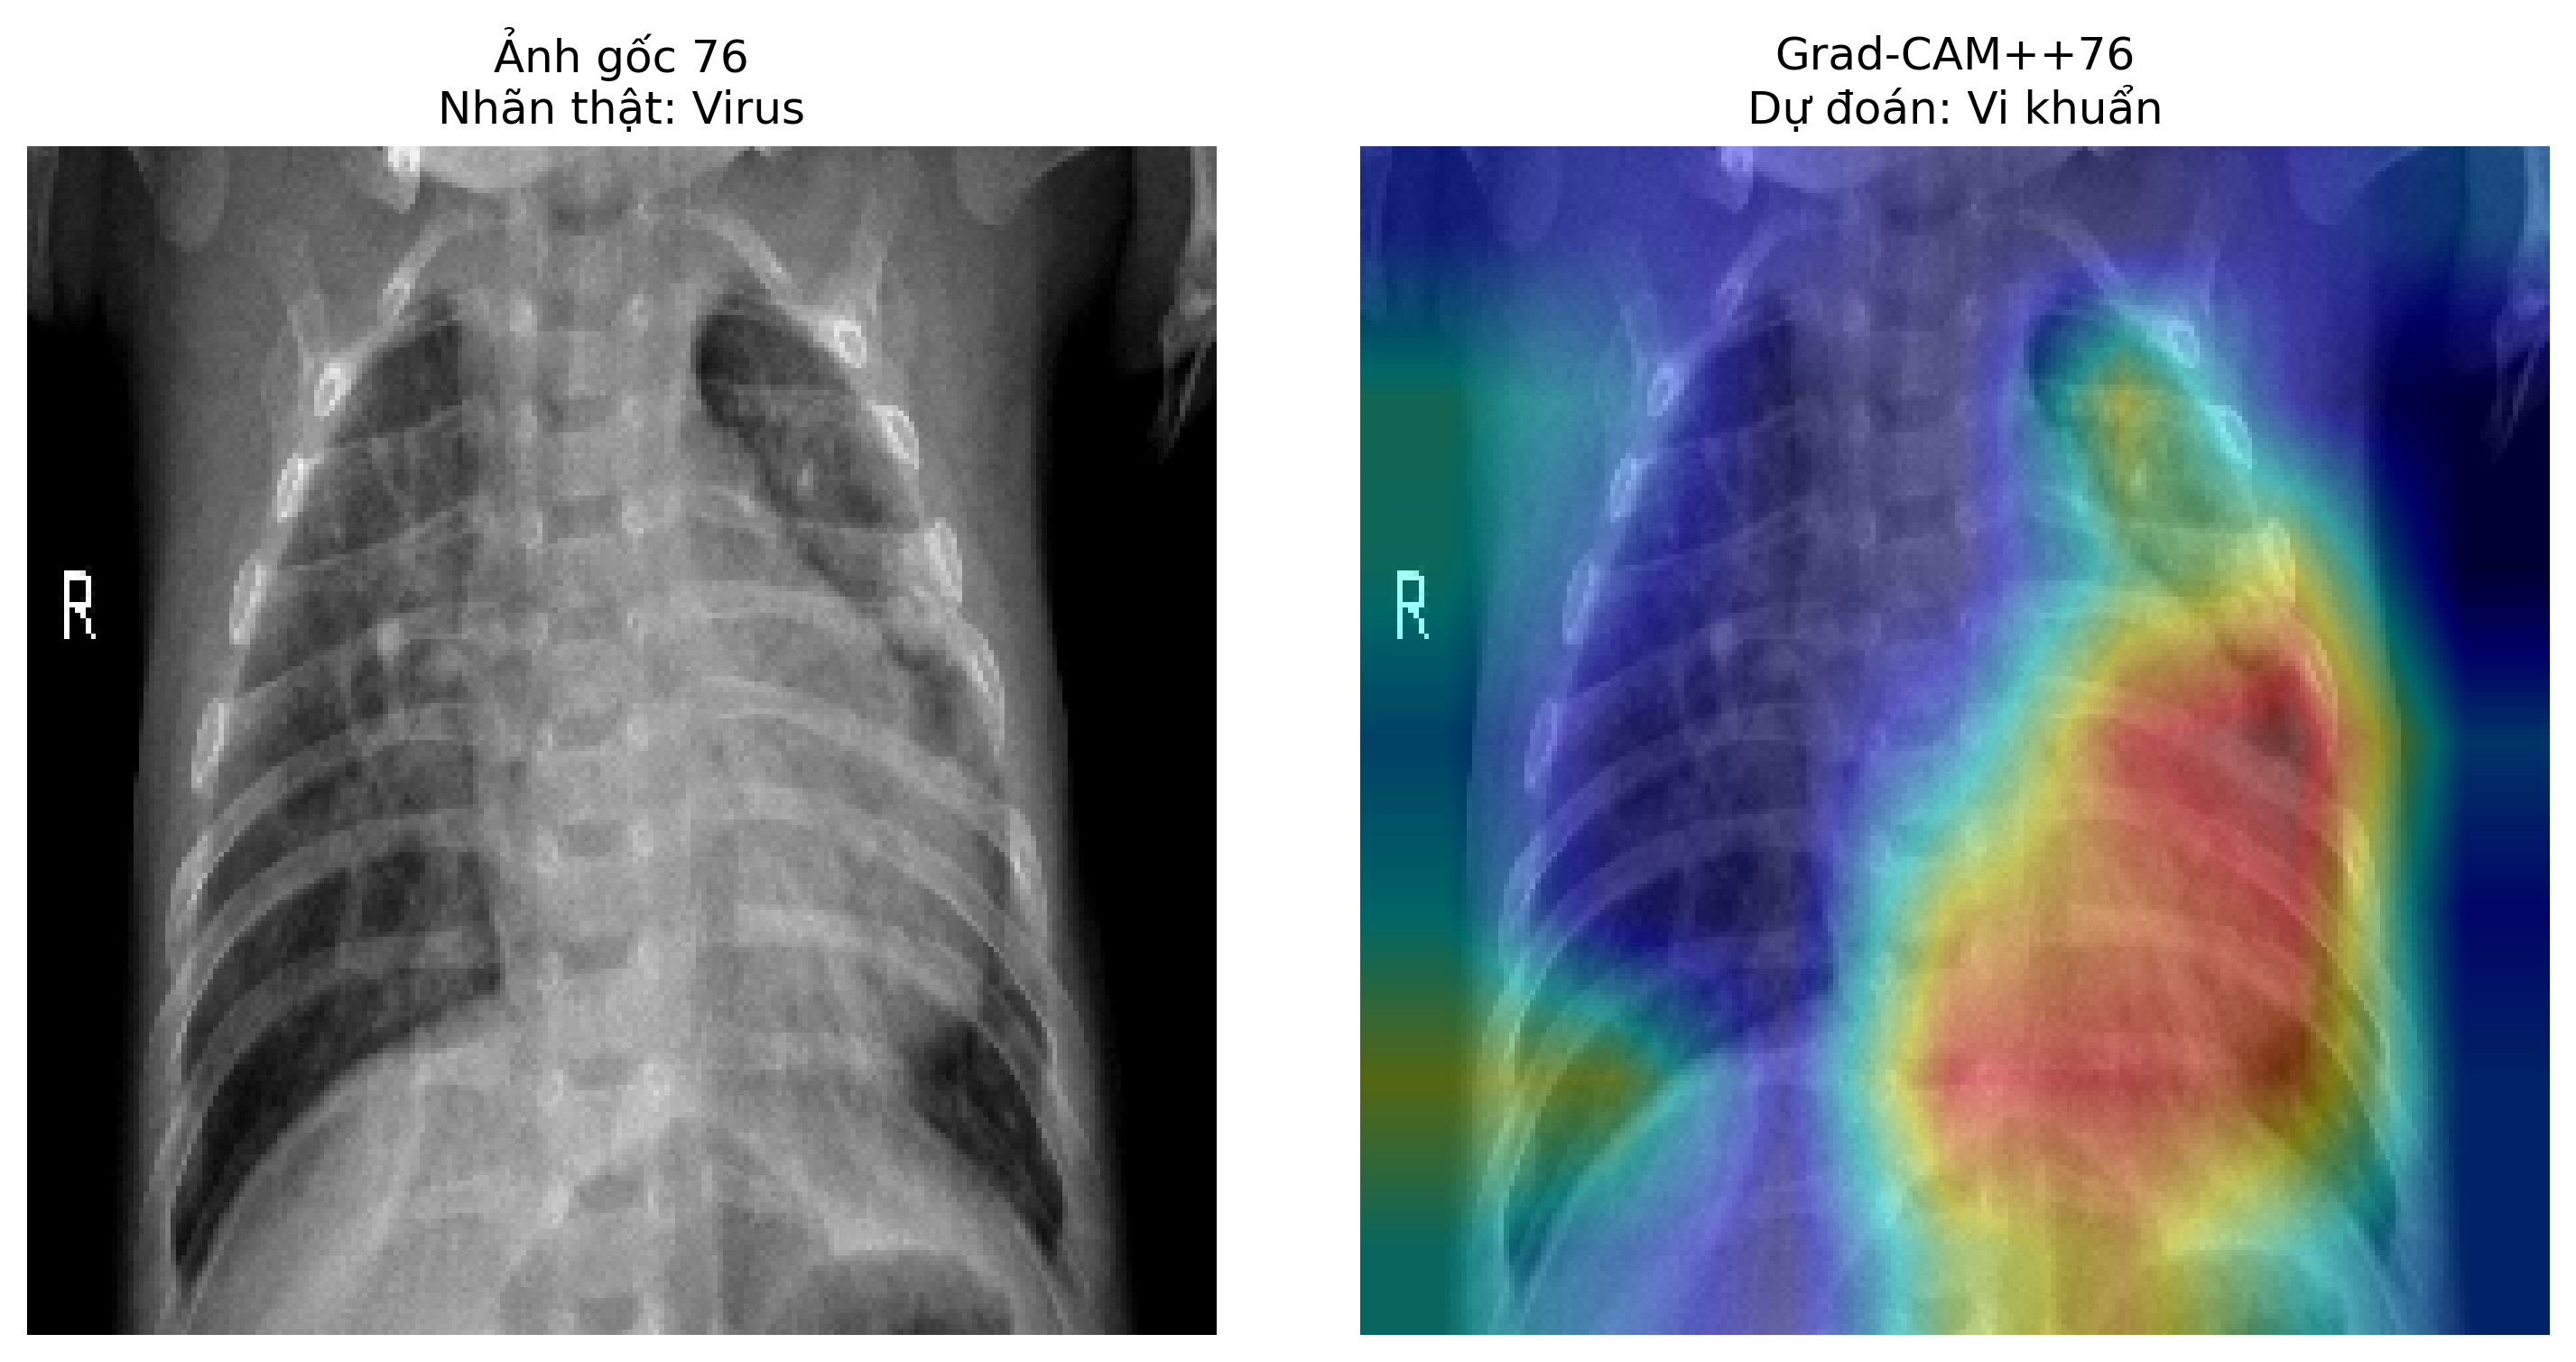 Ảnh gốc 76
Nhãn thật: Virus
Grad-CAM++76
Dự đoán: Vi khuẩn
R
R